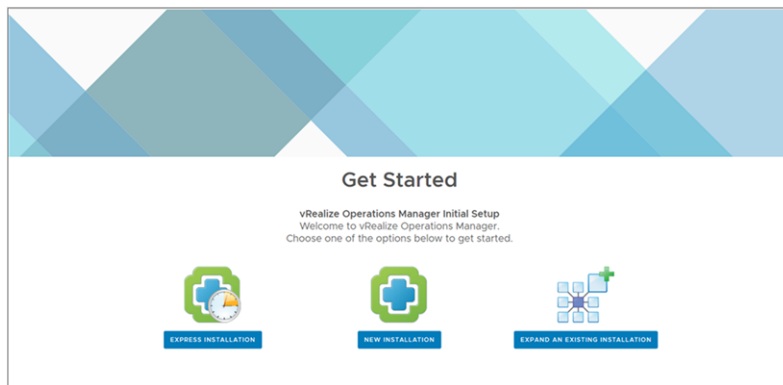 Get Started
vRealize Operations Manager Initial Setup
Welcome to vRealize Operations Manager.
Choose one of the options below to get started.
EXPRESS INSTALLATION
NEW INSTALLATION
EXPAND AN EXISTING INSTALLATION